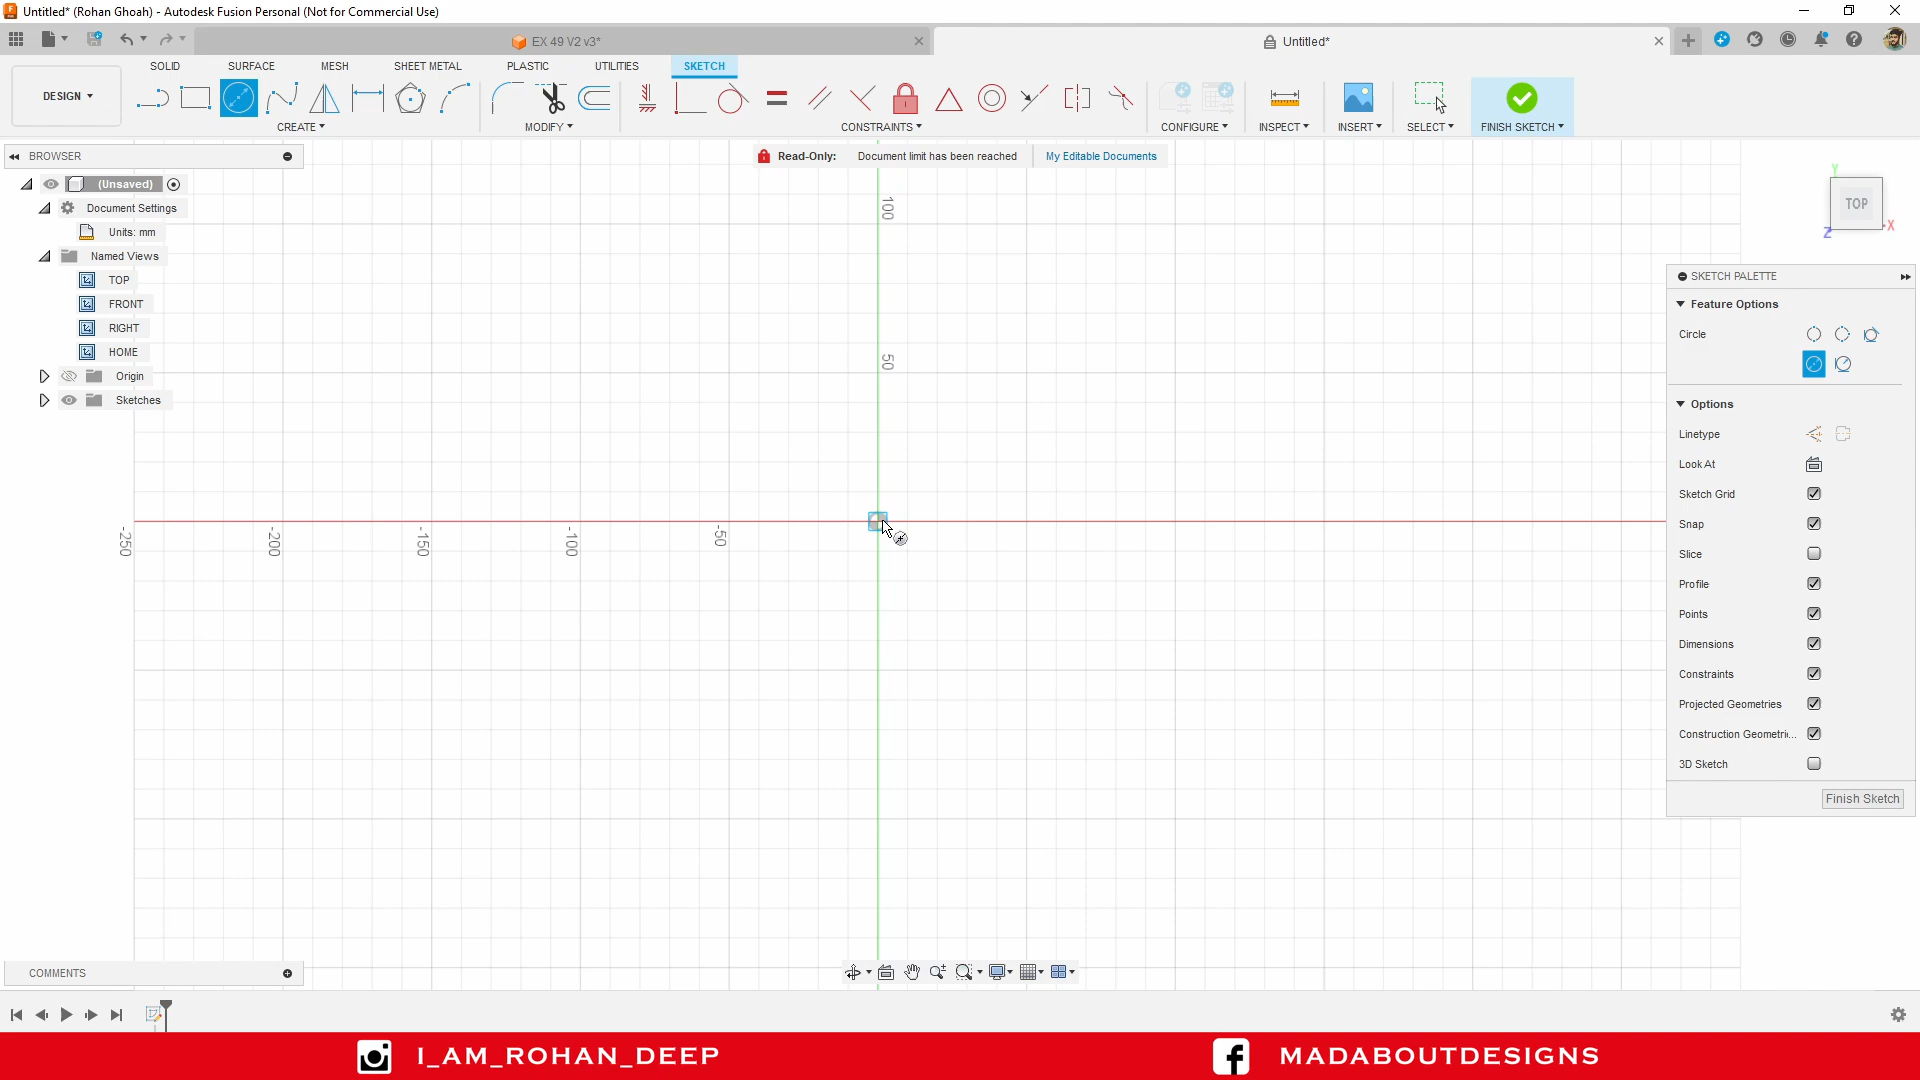 Untitled* (Rohan Ghoah) - Autodesk Fusion Personal (Not for Commercial Use)
EX 49 V2 v3*
Untitled*
SOLID
SURFACE
MESH
SHEET METAL
PLASTIC
UTILITIES
SKETCH
DESIGN
CREATE
MODIFY
CONSTRAINTS
CONFIGURE
INSPECT
INSERT
SELECT
FINISH SKETCH
BROWSER
Read-Only: Document limit has been reached
My Editable Documents
(Unsaved)
Document Settings
Units: mm
Named Views
TOP
FRONT
RIGHT
HOME
Origin
Sketches
100
50
-250
-200
-150
-100
-50
Y
TOP
X
Z
SKETCH PALETTE
Feature Options
Circle
Options
Linetype
Look At
Sketch Grid
Snap
Slice
Profile
Points
Dimensions
Constraints
Projected Geometries
Construction Geometri...
3D Sketch
Finish Sketch
COMMENTS
I_AM_ROHAN_DEEP
MADABOUTDESIGNS